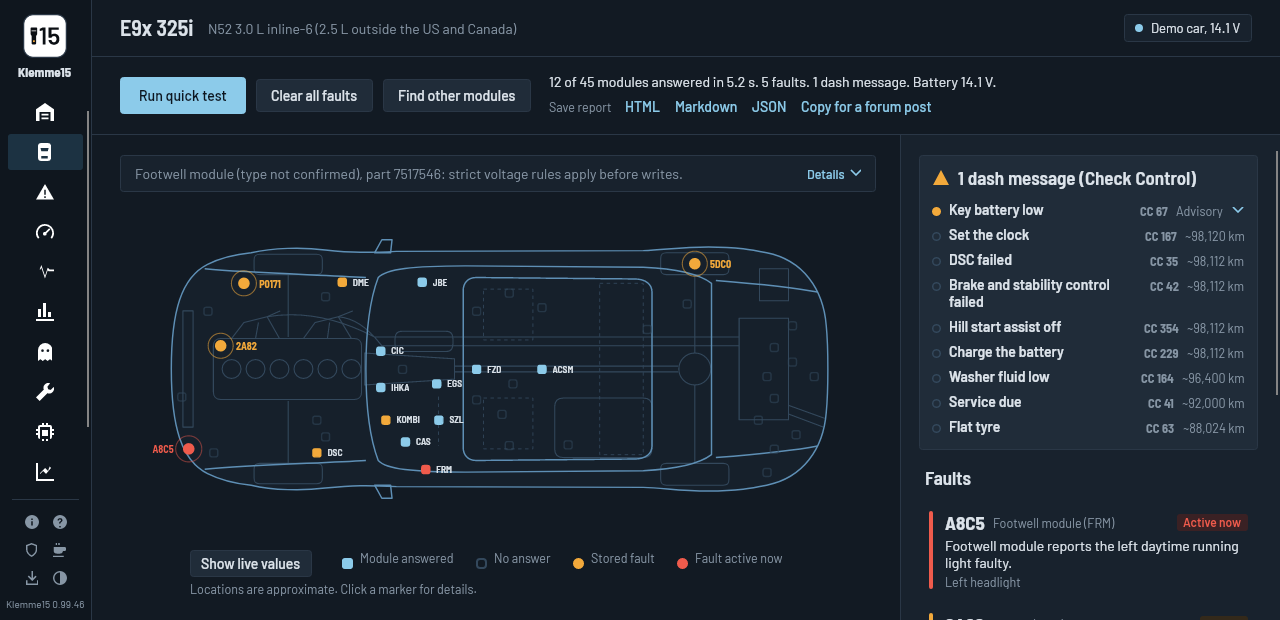 15
Klemme15
E9x 325i
N52 3.0 L inline-6 (2.5 L outside the US and Canada)
Demo car, 14.1 V
Run quick test
Clear all faults
Find other modules
12 of 45 modules answered in 5.2 s. 5 faults. 1 dash message. Battery 14.1 V.
Save report HTML Markdown JSON Copy for a forum post
Footwell module (type not confirmed), part 7517546: strict voltage rules apply before writes.
Details
P0171
DME
JBE
5DC0
2A82
CIC
FZD
ACSM
IHKA
EGS
KOMBI
SZL
CAS
A8C5
DSC
FRM
Show live values
Module answered
No answer
Stored fault
Fault active now
Locations are approximate. Click a marker for details.
1 dash message (Check Control)
Key battery low CC 67 Advisory
Set the clock CC 167 ~98,120 km
DSC failed CC 35 ~98,112 km
Brake and stability control CC 42 ~98,112 km
failed
Hill start assist off CC 354 ~98,112 km
Charge the battery CC 229 ~98,112 km
Washer fluid low CC 164 ~96,400 km
Service due CC 41 ~92,000 km
Flat tyre CC 63 ~88,024 km
Faults
A8C5 Footwell module (FRM) Active now
Footwell module reports the left daytime running
light faulty.
Left headlight
Klemme15 0.99.46